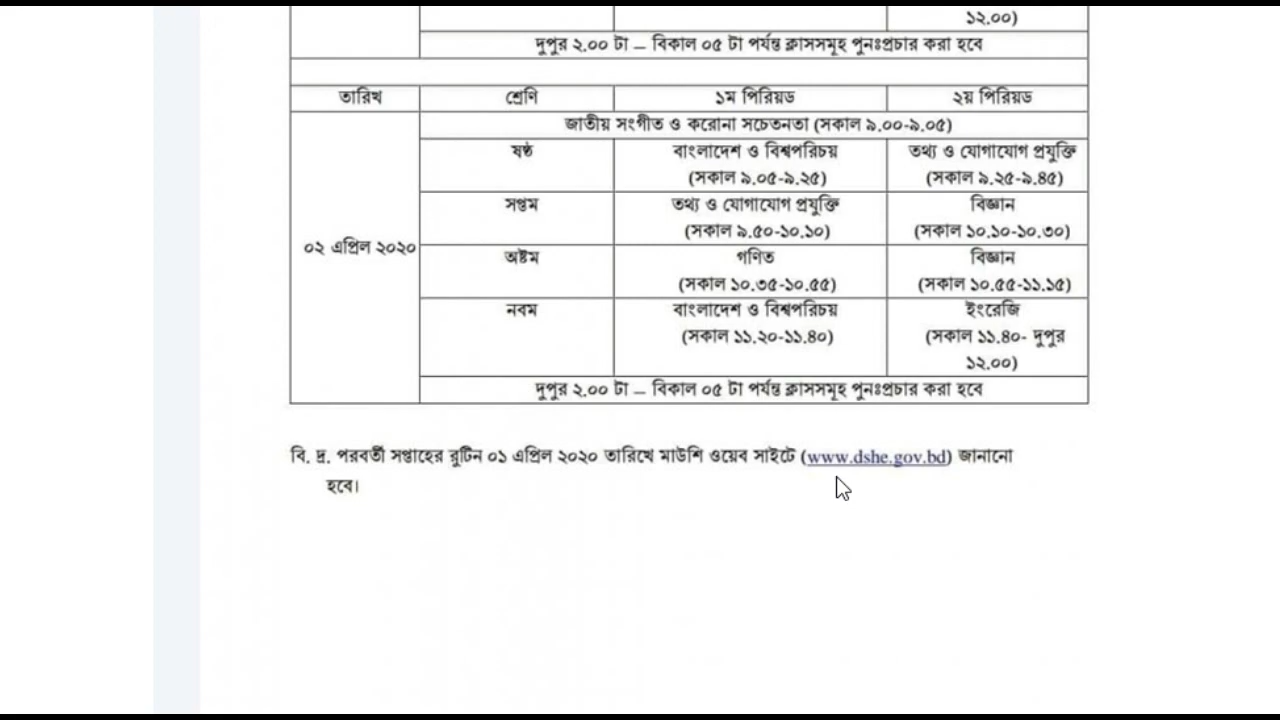 ১২.০০)
দুপুর ২.০০ টা – বিকাল ০৫ টা পর্যন্ত ক্লাসসমূহ পুনঃপ্রচার করা হবে
তারিখ শ্রেণি ১ম পিরিয়ড ২য় পিরিয়ড
জাতীয় সংগীত ও করোনা সচেতনতা (সকাল ৯.০০-৯.০৫)
ষষ্ঠ বাংলাদেশ ও বিশ্বপরিচয় তথ্য ও যোগাযোগ প্রযুক্তি
(সকাল ৯.০৫-৯.২৫) (সকাল ৯.২৫-৯.৪৫)
সপ্তম তথ্য ও যোগাযোগ প্রযুক্তি বিজ্ঞান
(সকাল ৯.৫০-১০.১০) (সকাল ১০.১০-১০.৩০)
০২ এপ্রিল ২০২০
অষ্টম গণিত বিজ্ঞান
(সকাল ১০.৩৫-১০.৫৫) (সকাল ১০.৫৫-১১.১৫)
নবম বাংলাদেশ ও বিশ্বপরিচয় ইংরেজি
(সকাল ১১.২০-১১.৪০) (সকাল ১১.৪০- দুপুর
১২.০০)
দুপুর ২.০০ টা – বিকাল ০৫ টা পর্যন্ত ক্লাসসমূহ পুনঃপ্রচার করা হবে
বি. দ্র. পরবর্তী সপ্তাহের রুটিন ০১ এপ্রিল ২০২০ তারিখে মাউশি ওয়েব সাইটে (www.dshe.gov.bd) জানানো
হবে।